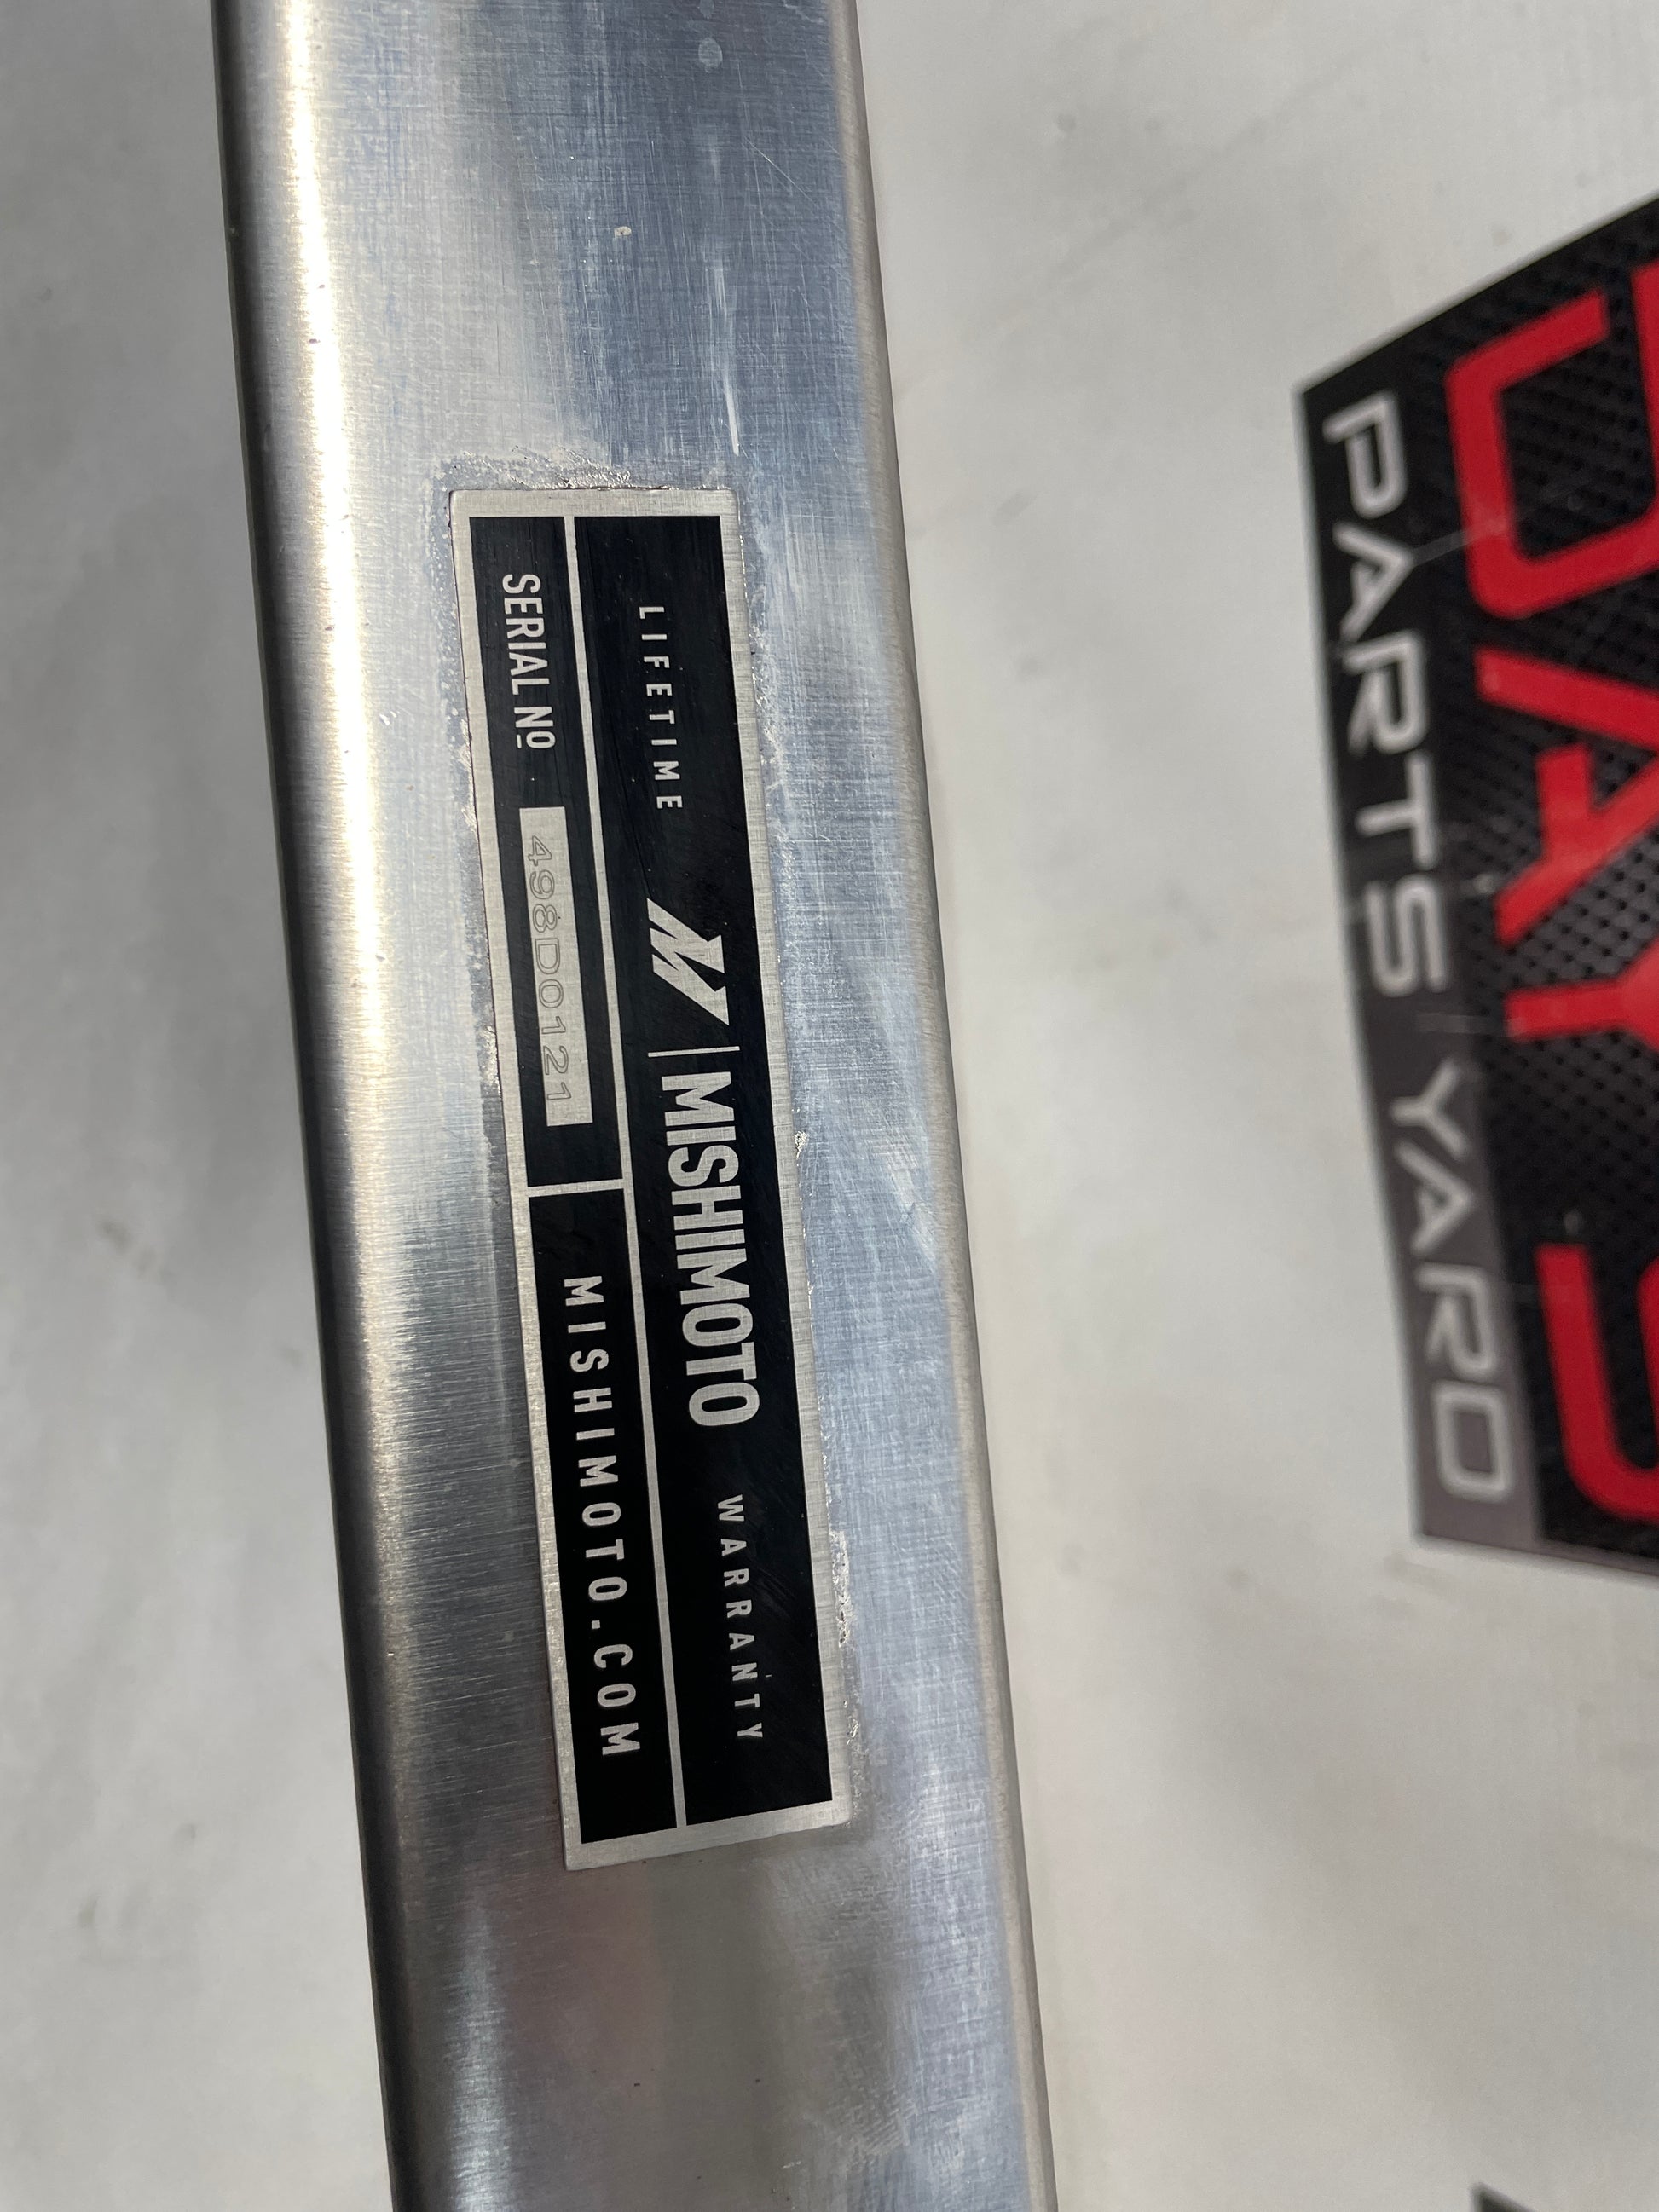 LIFETIME MISHIMOTO WARRANTY
SERIAL Nº 498D0121 MISHIMOTO.COM
PARTS YARD